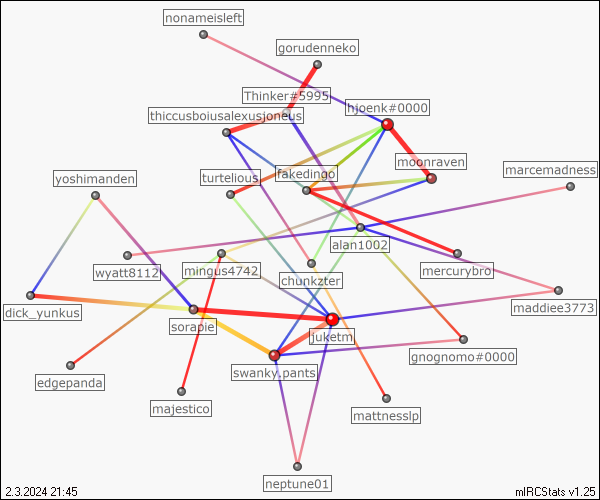 nonameisleft
gorudenneko
Thinker#5995
hjoenk#0000
thiccusboiusalexusjoneus
moonraven
marcemadness
yoshimanden
turtelious
fakedingo
alan1002
wyatt8112
mingus4742
chunkzter
mercurybro
maddiee3773
dick_yunkus
sorapie
juketm
gnognomo#0000
swanky.pants
edgepanda
majestico
mattnesslp
neptune01
2.3.2024 21:45
mIRCStats v1.25